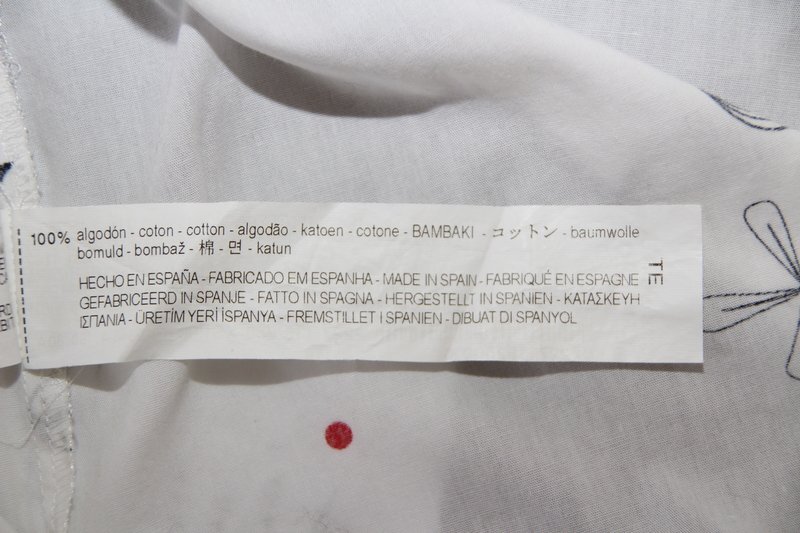 100% algodón - coton - cotton - algodão - katoen - cotone - BAMBAKI - コットン - baumwolle
bomuld - bombaž - 棉 - 면 - katun
TE
HECHO EN ESPAÑA - FABRICADO EM ESPANHA - MADE IN SPAIN - FABRIQUÉ EN ESPAGNE
GEFABRICEERD IN SPANJE - FATTO IN SPAGNA - HERGESTELLT IN SPANIEN - ΚΑΤΑΣΚΕΥΗ
ΙΣΠΑΝΙΑ - ÜRETİM YERİ İSPANYA - FREMSTILLET I SPANIEN - DIBUAT DI SPANYOL